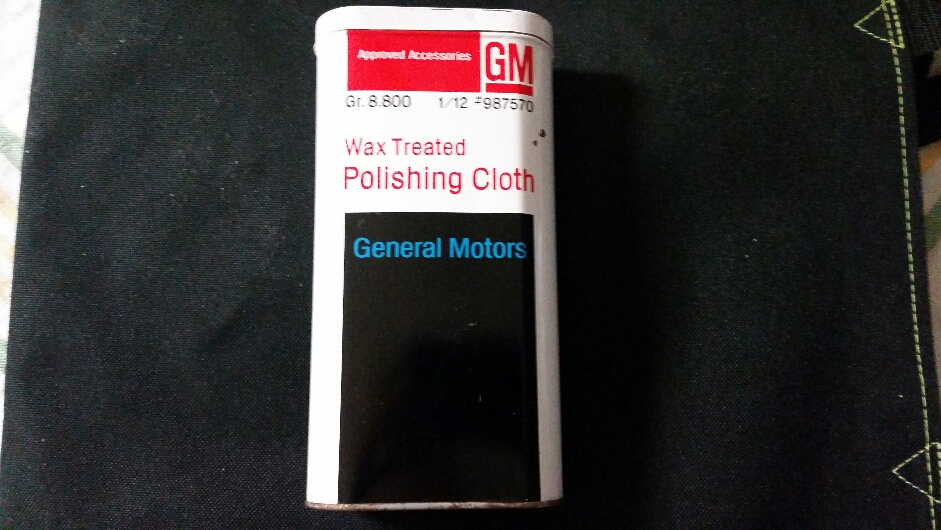 Approved Accessories GM
Gr. 8.800 1/12 #987570
Wax Treated
Polishing Cloth
General Motors